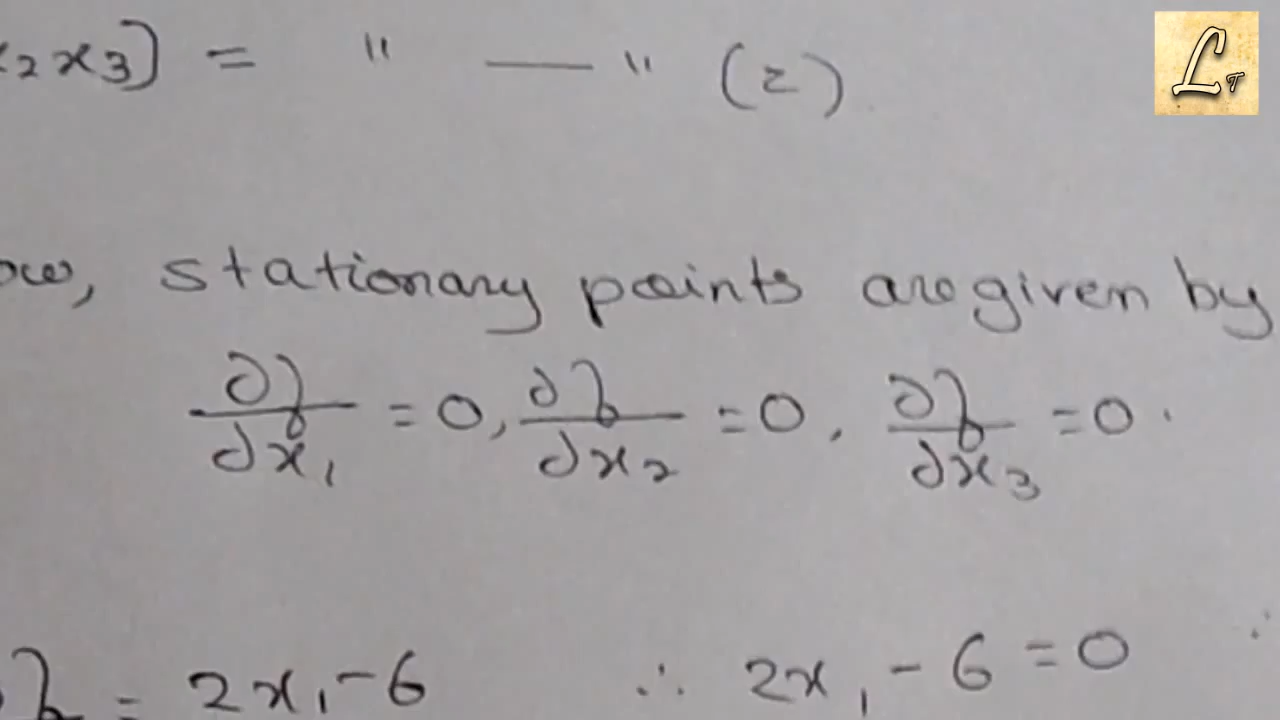 x₂x₃] = " — " (2)
LT
ow, stationary points are given by
∂f/∂x₁ = 0, ∂f/∂x₂ = 0, ∂f/∂x₃ = 0.
∂f = 2x₁ - 6 ∴ 2x₁ - 6 = 0